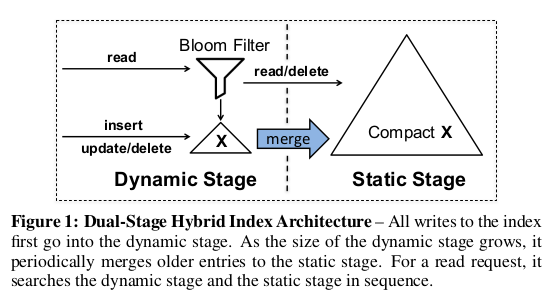 Bloom Filter
read
read/delete
insert
update/delete
X
merge
Compact X
Dynamic Stage
Static Stage
Figure 1: Dual-Stage Hybrid Index Architecture – All writes to the index
first go into the dynamic stage. As the size of the dynamic stage grows, it
periodically merges older entries to the static stage. For a read request, it
searches the dynamic stage and the static stage in sequence.